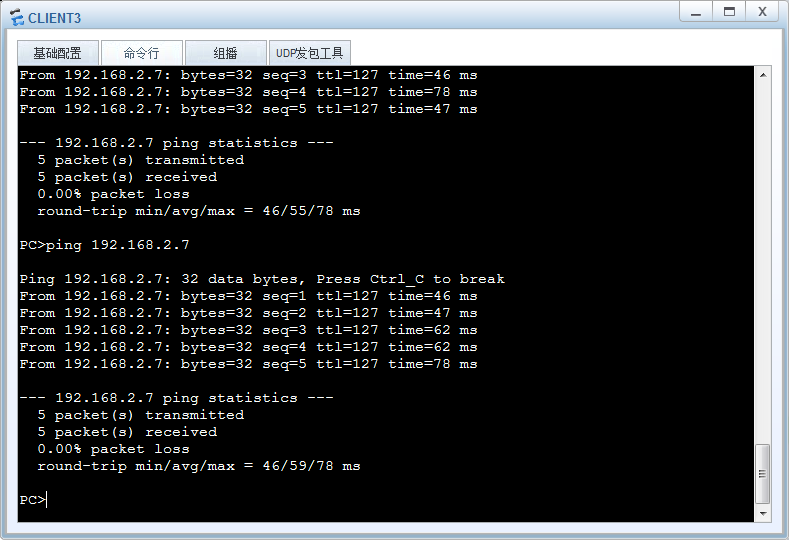 CLIENT3
基础配置 命令行 组播 UDP发包工具
From 192.168.2.7: bytes=32 seq=3 ttl=127 time=46 ms
From 192.168.2.7: bytes=32 seq=4 ttl=127 time=78 ms
From 192.168.2.7: bytes=32 seq=5 ttl=127 time=47 ms
--- 192.168.2.7 ping statistics ---
5 packet(s) transmitted
5 packet(s) received
0.00% packet loss
round-trip min/avg/max = 46/55/78 ms
PC>ping 192.168.2.7
Ping 192.168.2.7: 32 data bytes, Press Ctrl_C to break
From 192.168.2.7: bytes=32 seq=1 ttl=127 time=46 ms
From 192.168.2.7: bytes=32 seq=2 ttl=127 time=47 ms
From 192.168.2.7: bytes=32 seq=3 ttl=127 time=62 ms
From 192.168.2.7: bytes=32 seq=4 ttl=127 time=62 ms
From 192.168.2.7: bytes=32 seq=5 ttl=127 time=78 ms
--- 192.168.2.7 ping statistics ---
5 packet(s) transmitted
5 packet(s) received
0.00% packet loss
round-trip min/avg/max = 46/59/78 ms
PC>